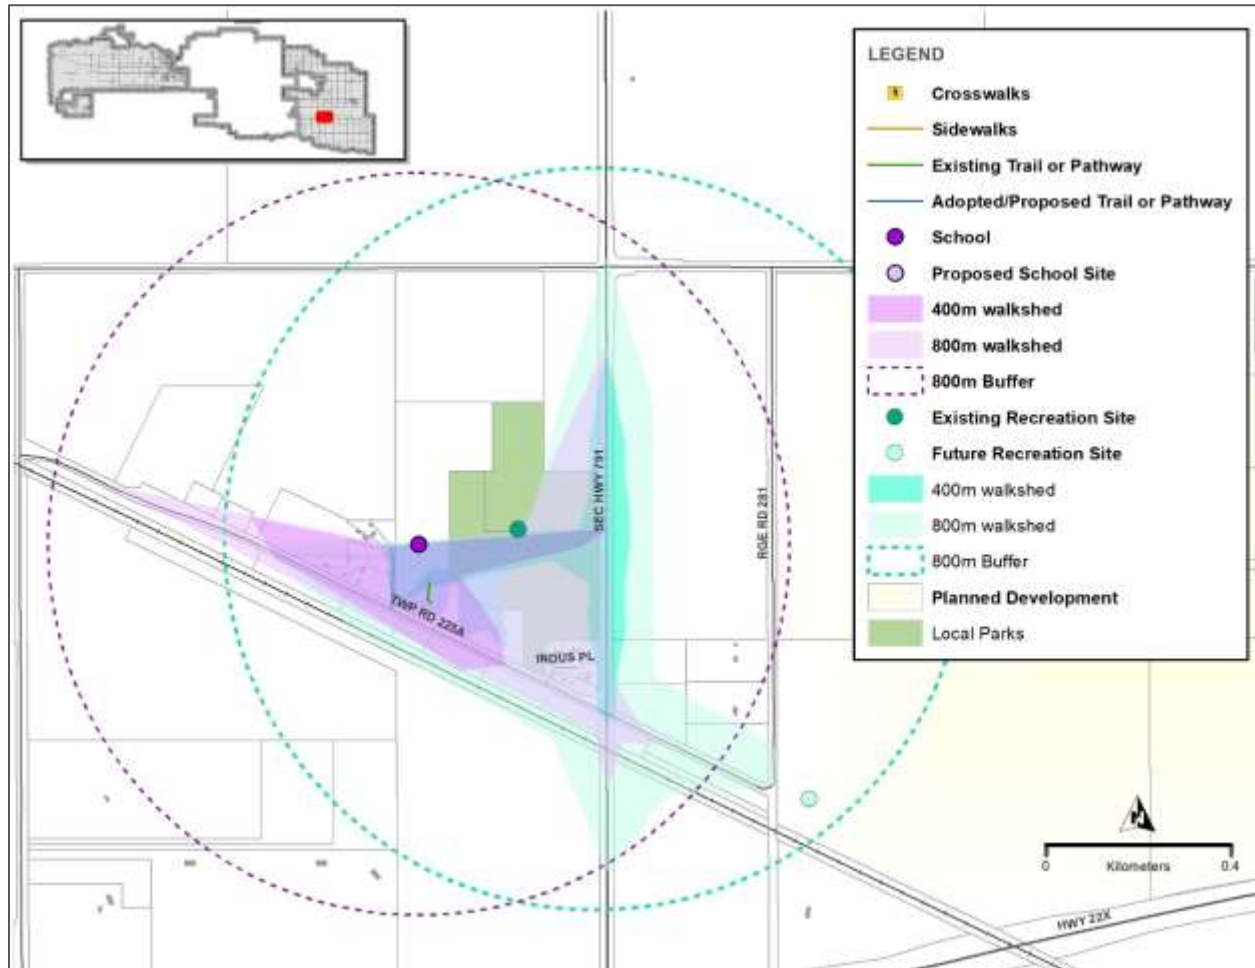 LEGEND
Crosswalks
Sidewalks
Existing Trail or Pathway
Adopted/Proposed Trail or Pathway
School
Proposed School Site
400m walkshed
800m walkshed
800m Buffer
Existing Recreation Site
Future Recreation Site
400m walkshed
800m walkshed
800m Buffer
Planned Development
Local Parks
SEC HWY 791
RGE RD 281
TWP RD 225A
INDUS PL
N
0 0.4
Kilometers
HWY 22X